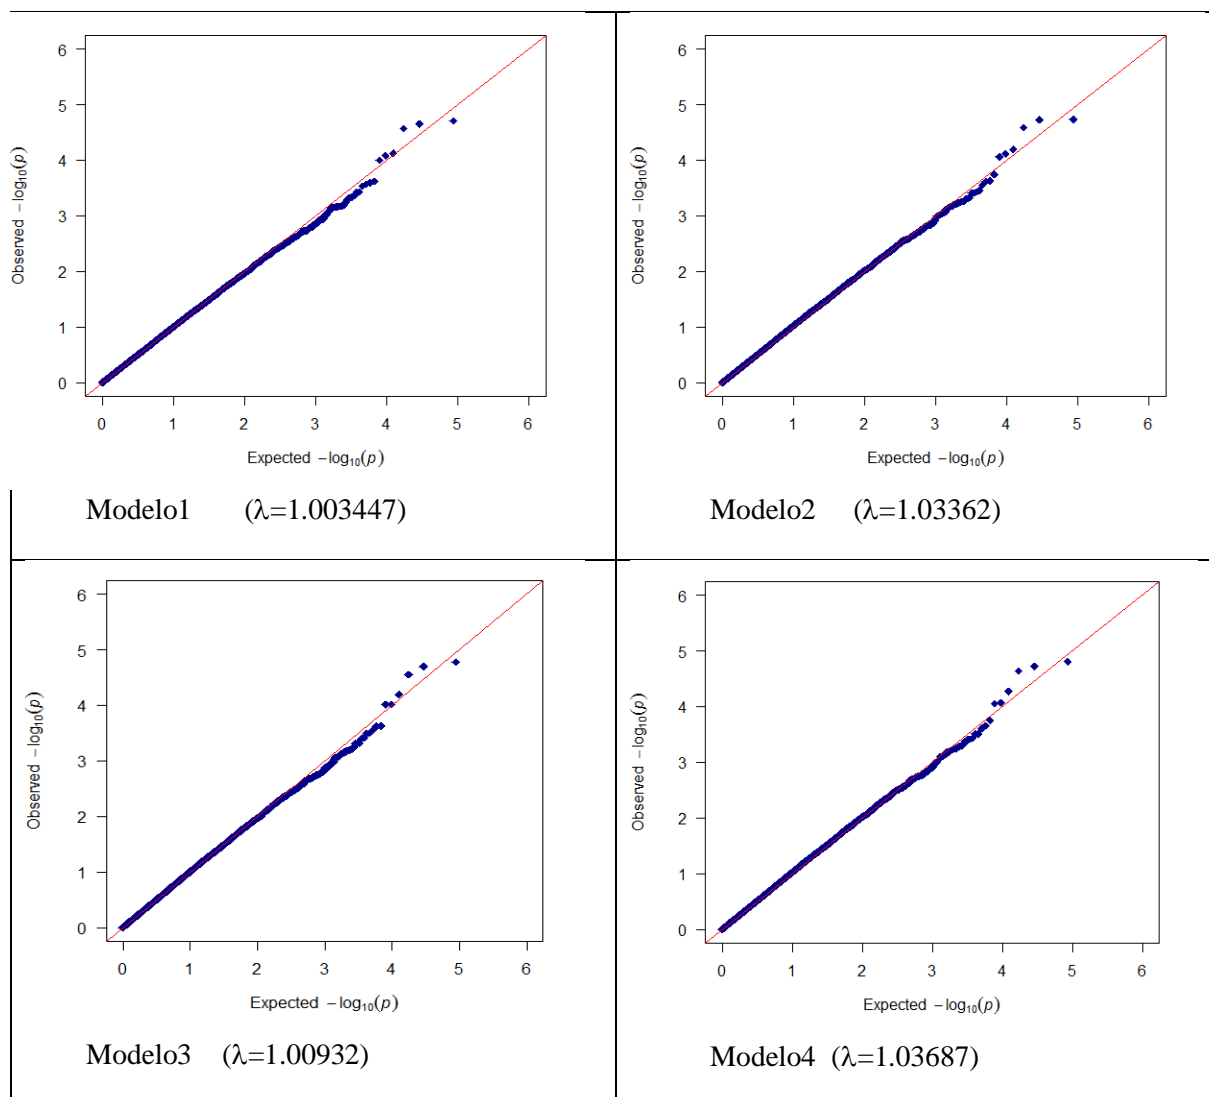 6
5
4
3
2
1
0
Observed −log10(p)
0 1 2 3 4 5 6
Expected −log10(p)
Modelo1 (λ=1.003447)
6
5
4
3
2
1
0
Observed −log10(p)
0 1 2 3 4 5 6
Expected −log10(p)
Modelo2 (λ=1.03362)
6
5
4
3
2
1
0
Observed −log10(p)
0 1 2 3 4 5 6
Expected −log10(p)
Modelo3 (λ=1.00932)
6
5
4
3
2
1
0
Observed −log10(p)
0 1 2 3 4 5 6
Expected −log10(p)
Modelo4 (λ=1.03687)